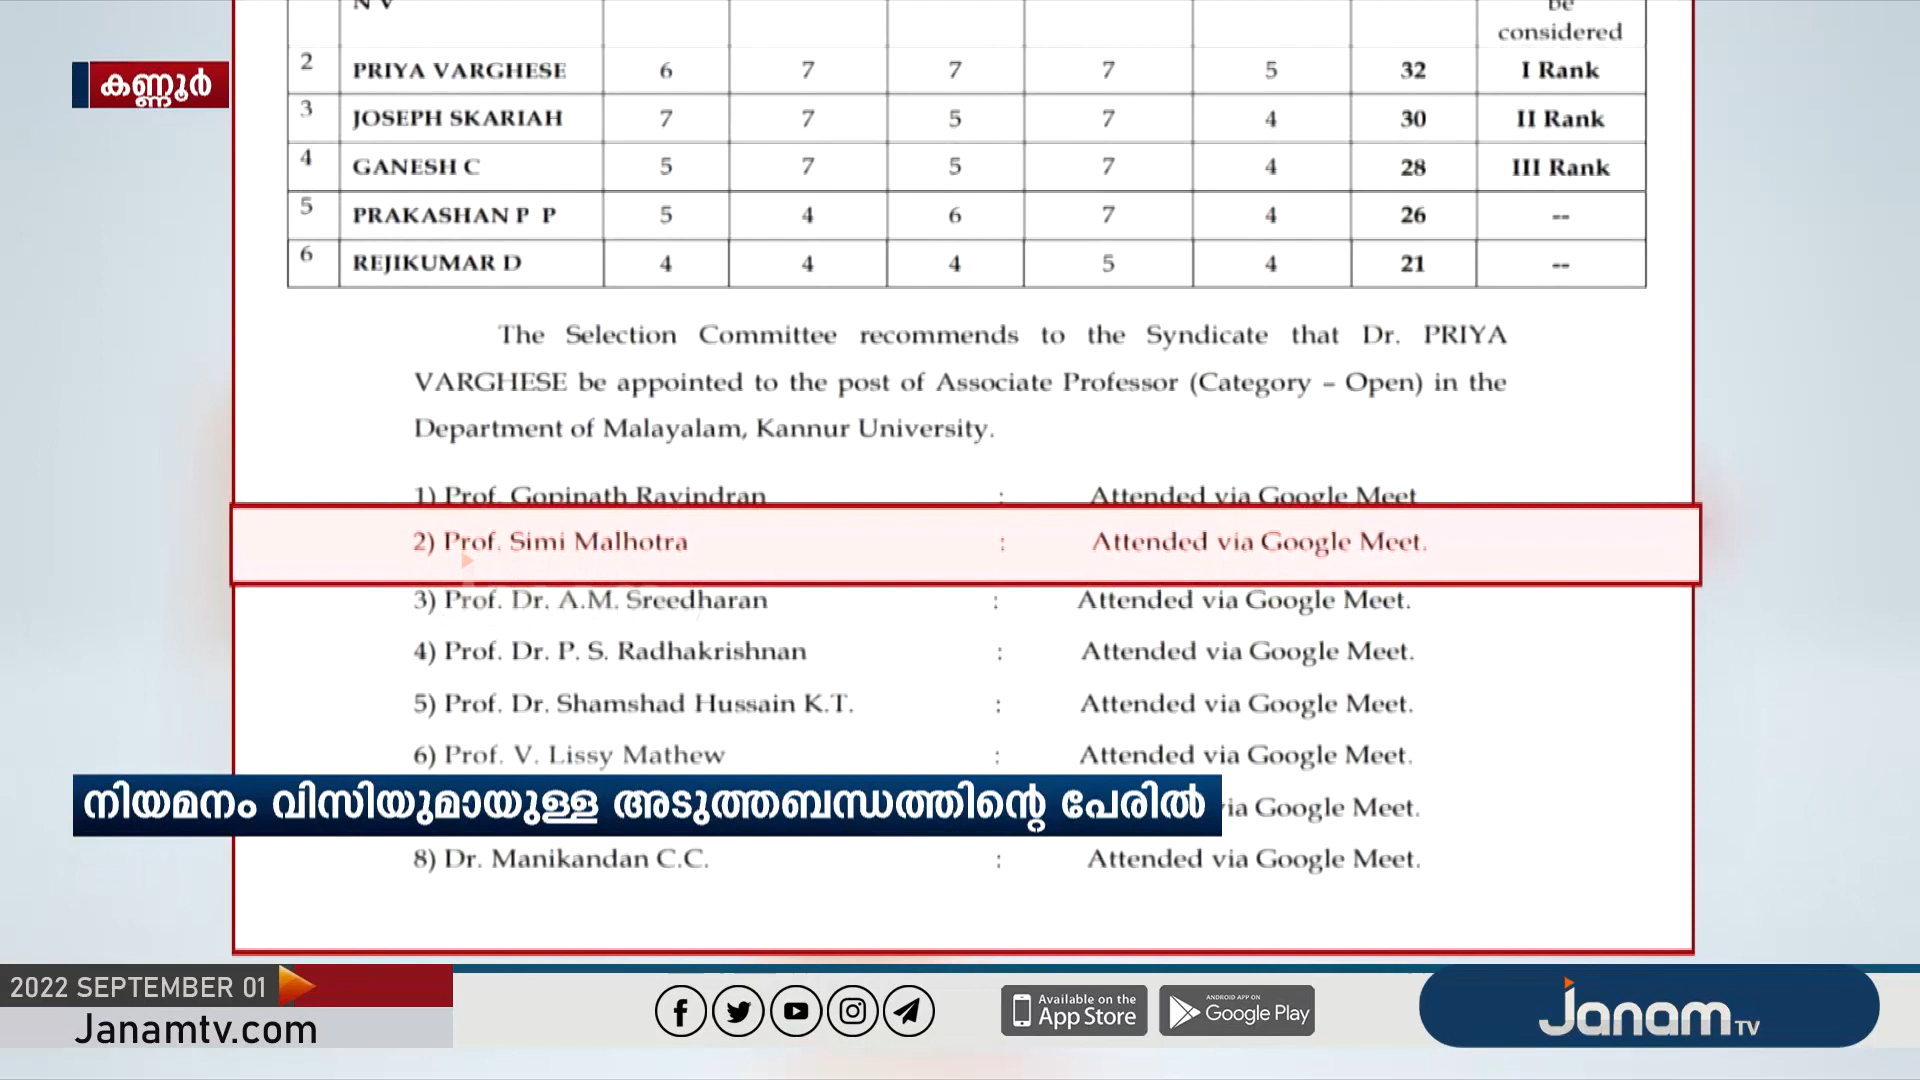 N V be
considered
കണ്ണൂർ
2 PRIYA VARGHESE 6 7 7 7 5 32 I Rank
3 JOSEPH SKARIAH 7 7 5 7 4 30 II Rank
4 GANESH C 5 7 5 7 4 28 III Rank
5 PRAKASHAN P P 5 4 6 7 4 26 --
6 REJIKUMAR D 4 4 4 5 4 21 --
The Selection Committee recommends to the Syndicate that Dr. PRIYA
VARGHESE be appointed to the post of Associate Professor (Category – Open) in the
Department of Malayalam, Kannur University.
1) Prof. Gopinath Ravindran : Attended via Google Meet
2) Prof. Simi Malhotra : Attended via Google Meet.
3) Prof. Dr. A.M. Sreedharan : Attended via Google Meet.
4) Prof. Dr. P. S. Radhakrishnan : Attended via Google Meet.
5) Prof. Dr. Shamshad Hussain K.T. : Attended via Google Meet.
6) Prof. V. Lissy Mathew : Attended via Google Meet.
നിയമനം വിസിയുമായുള്ള അടുത്തബന്ധത്തിന്റെ പേരിൽ
via Google Meet.
8) Dr. Manikandan C.C. : Attended via Google Meet.
2022 SEPTEMBER 01
Janamtv.com
Available on the
App Store
ANDROID APP ON
Google Play
Janam TV